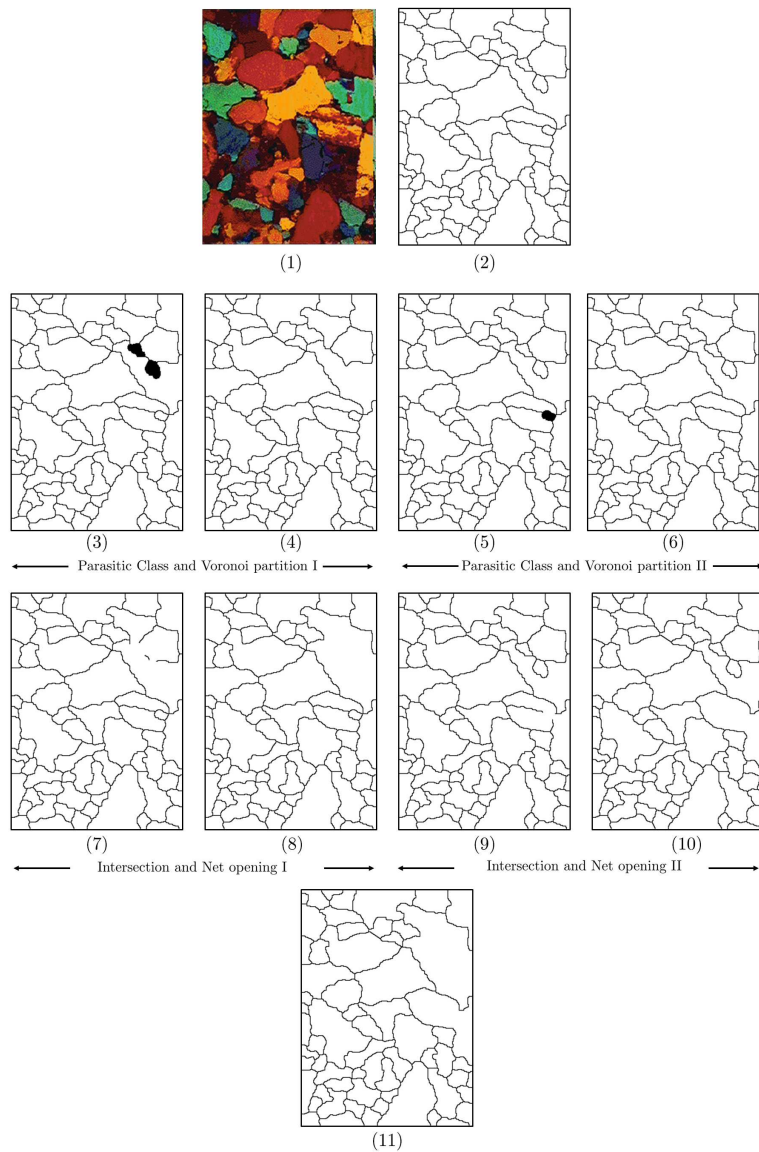 (1) (2)
(3) (4) (5) (6)
Parasitic Class and Voronoi partition I Parasitic Class and Voronoi partition II
(7) (8) (9) (10)
Intersection and Net opening I Intersection and Net opening II
(11)